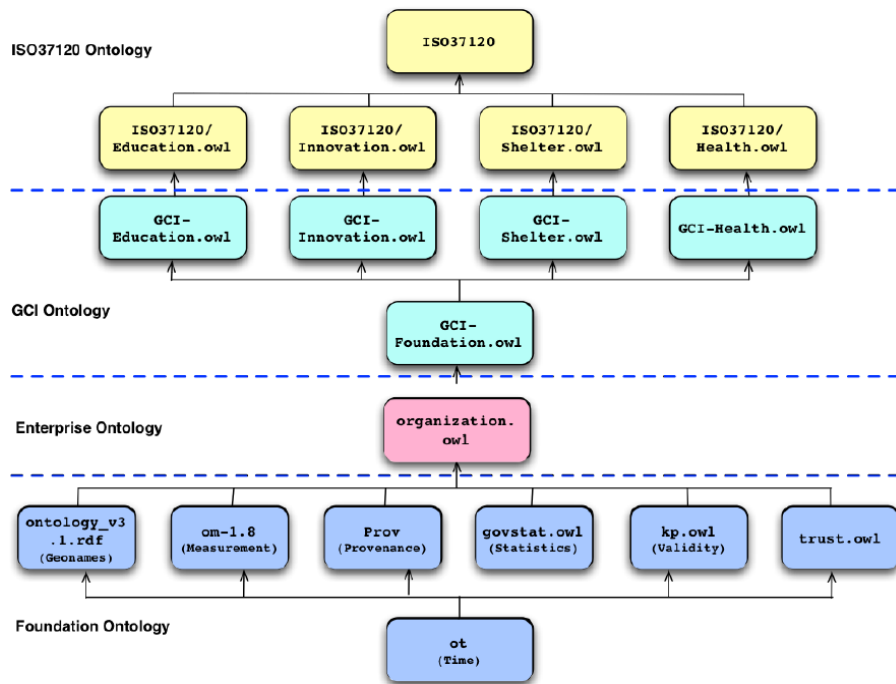 ISO37120 Ontology
ISO37120
ISO37120/
Education.owl
ISO37120/
Innovation.owl
ISO37120/
Shelter.owl
ISO37120/
Health.owl
GCI-
Education.owl
GCI-
Innovation.owl
GCI-
Shelter.owl
GCI-Health.owl
GCI Ontology
GCI-
Foundation.owl
Enterprise Ontology
organization.
owl
ontology_v3
.1.rdf
(Geonames)
om-1.8
(Measurement)
Prov
(Provenance)
govstat.owl
(Statistics)
kp.owl
(Validity)
trust.owl
Foundation Ontology
ot
(Time)